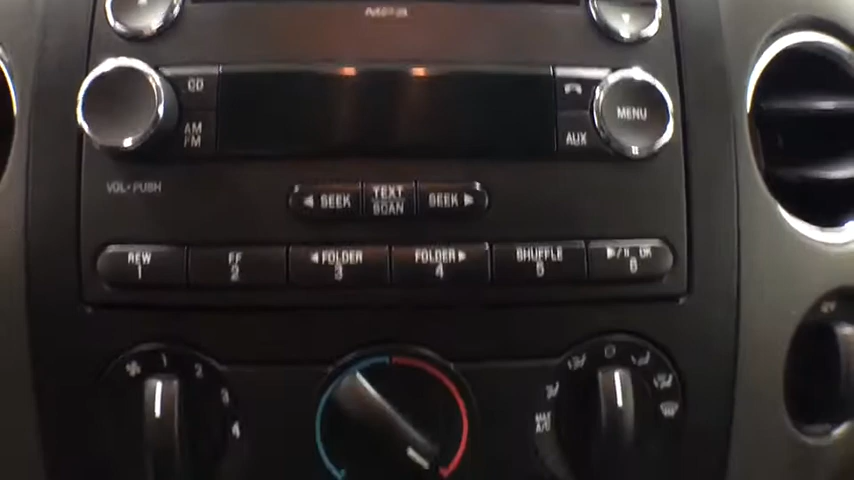 MP3
CD
AM
FM
MENU
AUX
VOL-PUSH
◄ SEEK
TEXT
SCAN
SEEK ►
REW
1
FF
2
◄FOLDER
3
FOLDER►
4
SHUFFLE
5
►/II OK
6
1
2
3
4
0
MAX
A/C